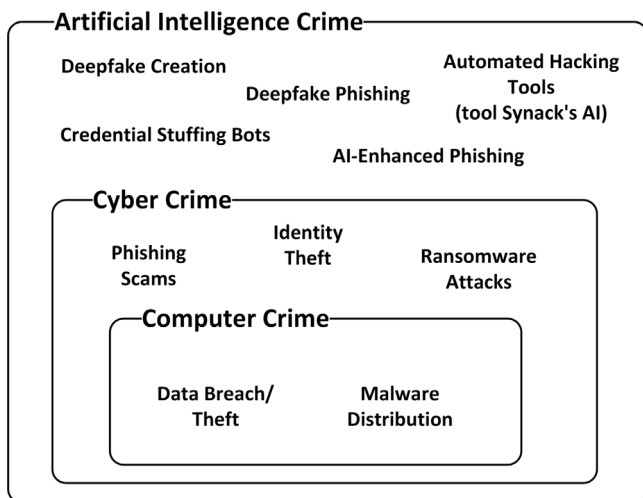 Artificial Intelligence Crime
Deepfake Creation
Automated Hacking
Tools
(tool Synack's AI)
Deepfake Phishing
Credential Stuffing Bots
AI-Enhanced Phishing
Cyber Crime
Phishing
Scams
Identity
Theft
Ransomware
Attacks
Computer Crime
Data Breach/
Theft
Malware
Distribution